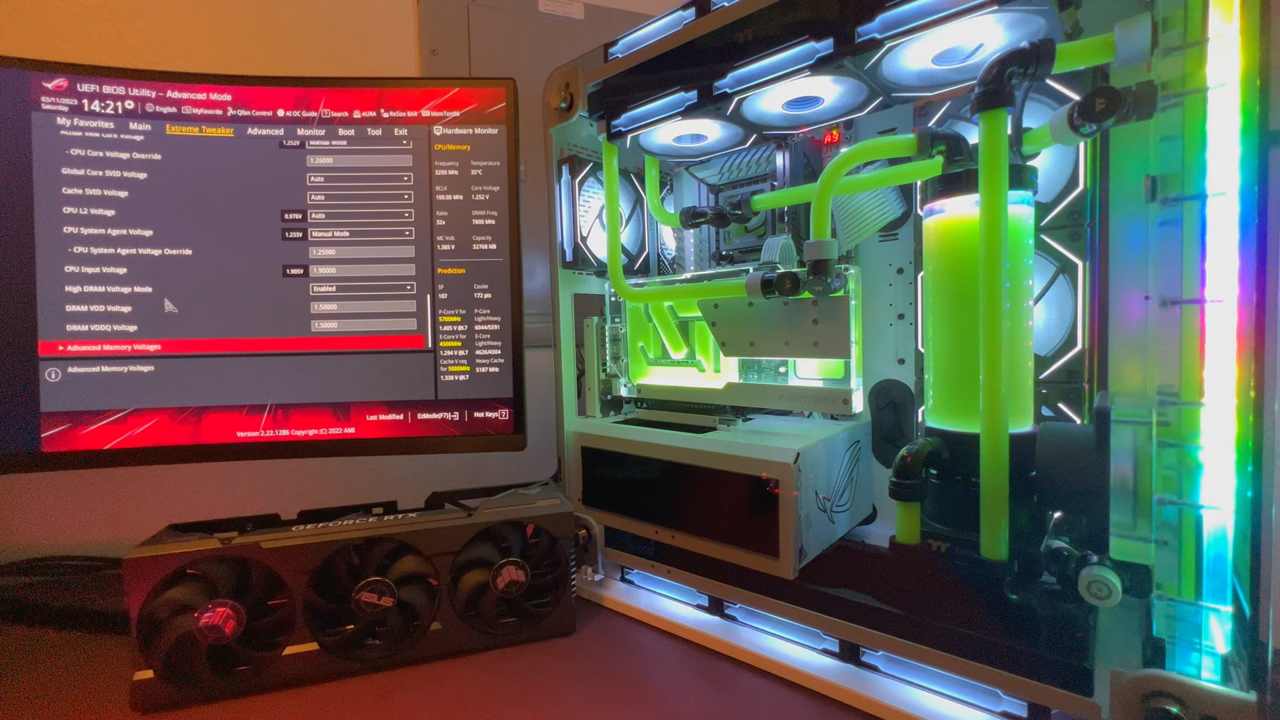 UEFI BIOS Utility – Advanced Mode
03/11/2023
Saturday
14:21
English
MyFavorite
Qfan Control
AI OC Guide
Search
AURA
ReSize BAR
MemTest86
My Favorites
Main
Extreme Tweaker
Advanced
Monitor
Boot
Tool
Exit
1.252V
Manual Mode
- CPU Core Voltage Override
1.26000
Global Core SVID Voltage
Auto
Cache SVID Voltage
Auto
CPU L2 Voltage
0.976V
Auto
CPU System Agent Voltage
1.233V
Manual Mode
- CPU System Agent Voltage Override
1.25000
CPU Input Voltage
1.905V
1.90000
High DRAM Voltage Mode
Enabled
DRAM VDD Voltage
1.50000
DRAM VDDQ Voltage
1.50000
Advanced Memory Voltages
Advanced Memory Voltages
Hardware Monitor
CPU/Memory
Frequency
Temperature
3200 MHz
35°C
BCLK
Core Voltage
100.00 MHz
1.252 V
Ratio
DRAM Freq
32x
7800 MHz
MC Volt.
Capacity
1.385 V
32768 MB
Prediction
SP
Cooler
107
172 pts
P-Core V for
P-Core
5700MHz
Light/Heavy
1.405 V @L7
6044/5591
E-Core V for
E-Core
4500MHz
Light/Heavy
1.294 V @L7
4626/4304
Cache V req
Heavy Cache
for 5000MHz
5187 MHz
1.338 V @L7
Last Modified
EzMode(F7)
Hot Keys ?
Version 2.22.1286 Copyright (C) 2022 AMI
GEFORCE RTX
ASUS
A9